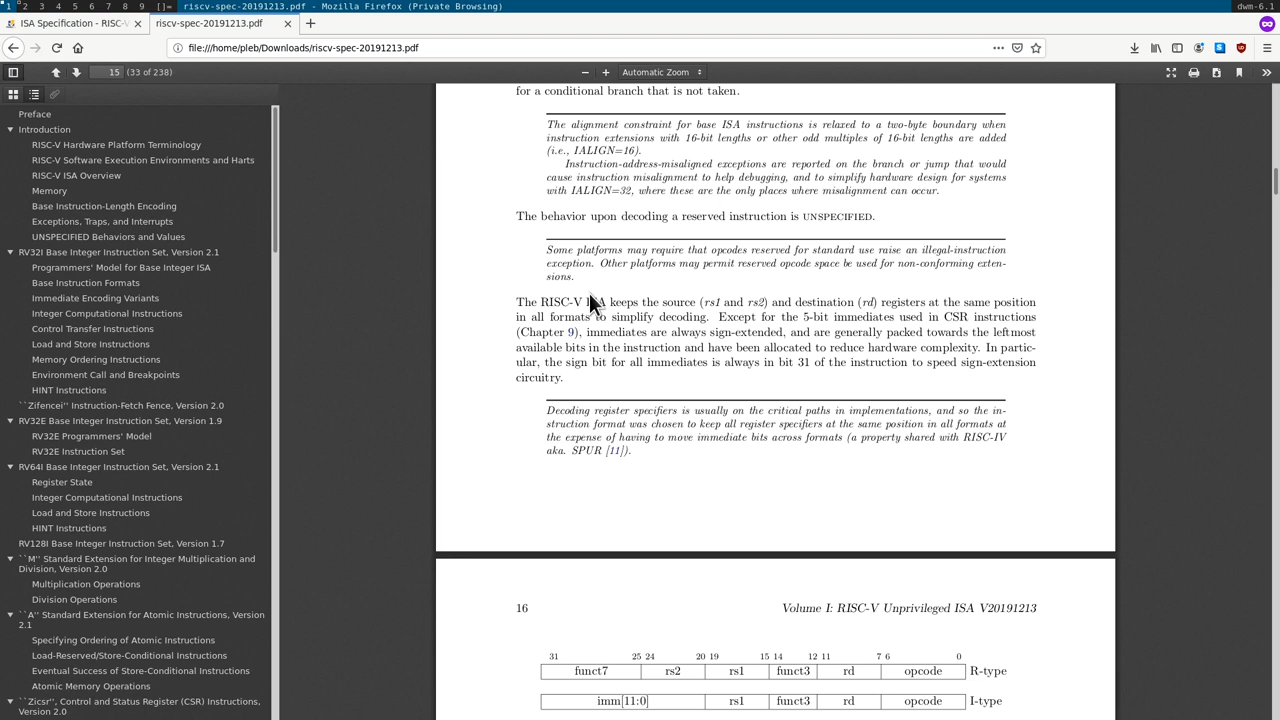 1 2 3 4 5 6 7 8 9 []= riscv-spec-20191213.pdf - Mozilla Firefox (Private Browsing) dwm-6.1
ISA Specification - RISC-V riscv-spec-20191213.pdf
file:///home/pleb/Downloads/riscv-spec-20191213.pdf
15 (33 of 238) Automatic Zoom
Preface
Introduction
RISC-V Hardware Platform Terminology
RISC-V Software Execution Environments and Harts
RISC-V ISA Overview
Memory
Base Instruction-Length Encoding
Exceptions, Traps, and Interrupts
UNSPECIFIED Behaviors and Values
RV32I Base Integer Instruction Set, Version 2.1
Programmers' Model for Base Integer ISA
Base Instruction Formats
Immediate Encoding Variants
Integer Computational Instructions
Control Transfer Instructions
Load and Store Instructions
Memory Ordering Instructions
Environment Call and Breakpoints
HINT Instructions
``Zifencei'' Instruction-Fetch Fence, Version 2.0
RV32E Base Integer Instruction Set, Version 1.9
RV32E Programmers' Model
RV32E Instruction Set
RV64I Base Integer Instruction Set, Version 2.1
Register State
Integer Computational Instructions
Load and Store Instructions
HINT Instructions
RV128I Base Integer Instruction Set, Version 1.7
``M'' Standard Extension for Integer Multiplication and
Division, Version 2.0
Multiplication Operations
Division Operations
``A'' Standard Extension for Atomic Instructions, Version
2.1
Specifying Ordering of Atomic Instructions
Load-Reserved/Store-Conditional Instructions
Eventual Success of Store-Conditional Instructions
Atomic Memory Operations
``Zicsr'', Control and Status Register (CSR) Instructions,
Version 2.0
for a conditional branch that is not taken.
The alignment constraint for base ISA instructions is relaxed to a two-byte boundary when
instruction extensions with 16-bit lengths or other odd multiples of 16-bit lengths are added
(i.e., IALIGN=16).
Instruction-address-misaligned exceptions are reported on the branch or jump that would
cause instruction misalignment to help debugging, and to simplify hardware design for systems
with IALIGN=32, where these are the only places where misalignment can occur.
The behavior upon decoding a reserved instruction is UNSPECIFIED.
Some platforms may require that opcodes reserved for standard use raise an illegal-instruction
exception. Other platforms may permit reserved opcode space be used for non-conforming exten-
sions.
The RISC-V ISA keeps the source (rs1 and rs2) and destination (rd) registers at the same position
in all formats to simplify decoding. Except for the 5-bit immediates used in CSR instructions
(Chapter 9), immediates are always sign-extended, and are generally packed towards the leftmost
available bits in the instruction and have been allocated to reduce hardware complexity. In partic-
ular, the sign bit for all immediates is always in bit 31 of the instruction to speed sign-extension
circuitry.
Decoding register specifiers is usually on the critical paths in implementations, and so the in-
struction format was chosen to keep all register specifiers at the same position in all formats at
the expense of having to move immediate bits across formats (a property shared with RISC-IV
aka. SPUR [11]).
16 Volume I: RISC-V Unprivileged ISA V20191213
31 25 24 20 19 15 14 12 11 7 6 0
funct7 rs2 rs1 funct3 rd opcode R-type
imm[11:0] rs1 funct3 rd opcode I-type